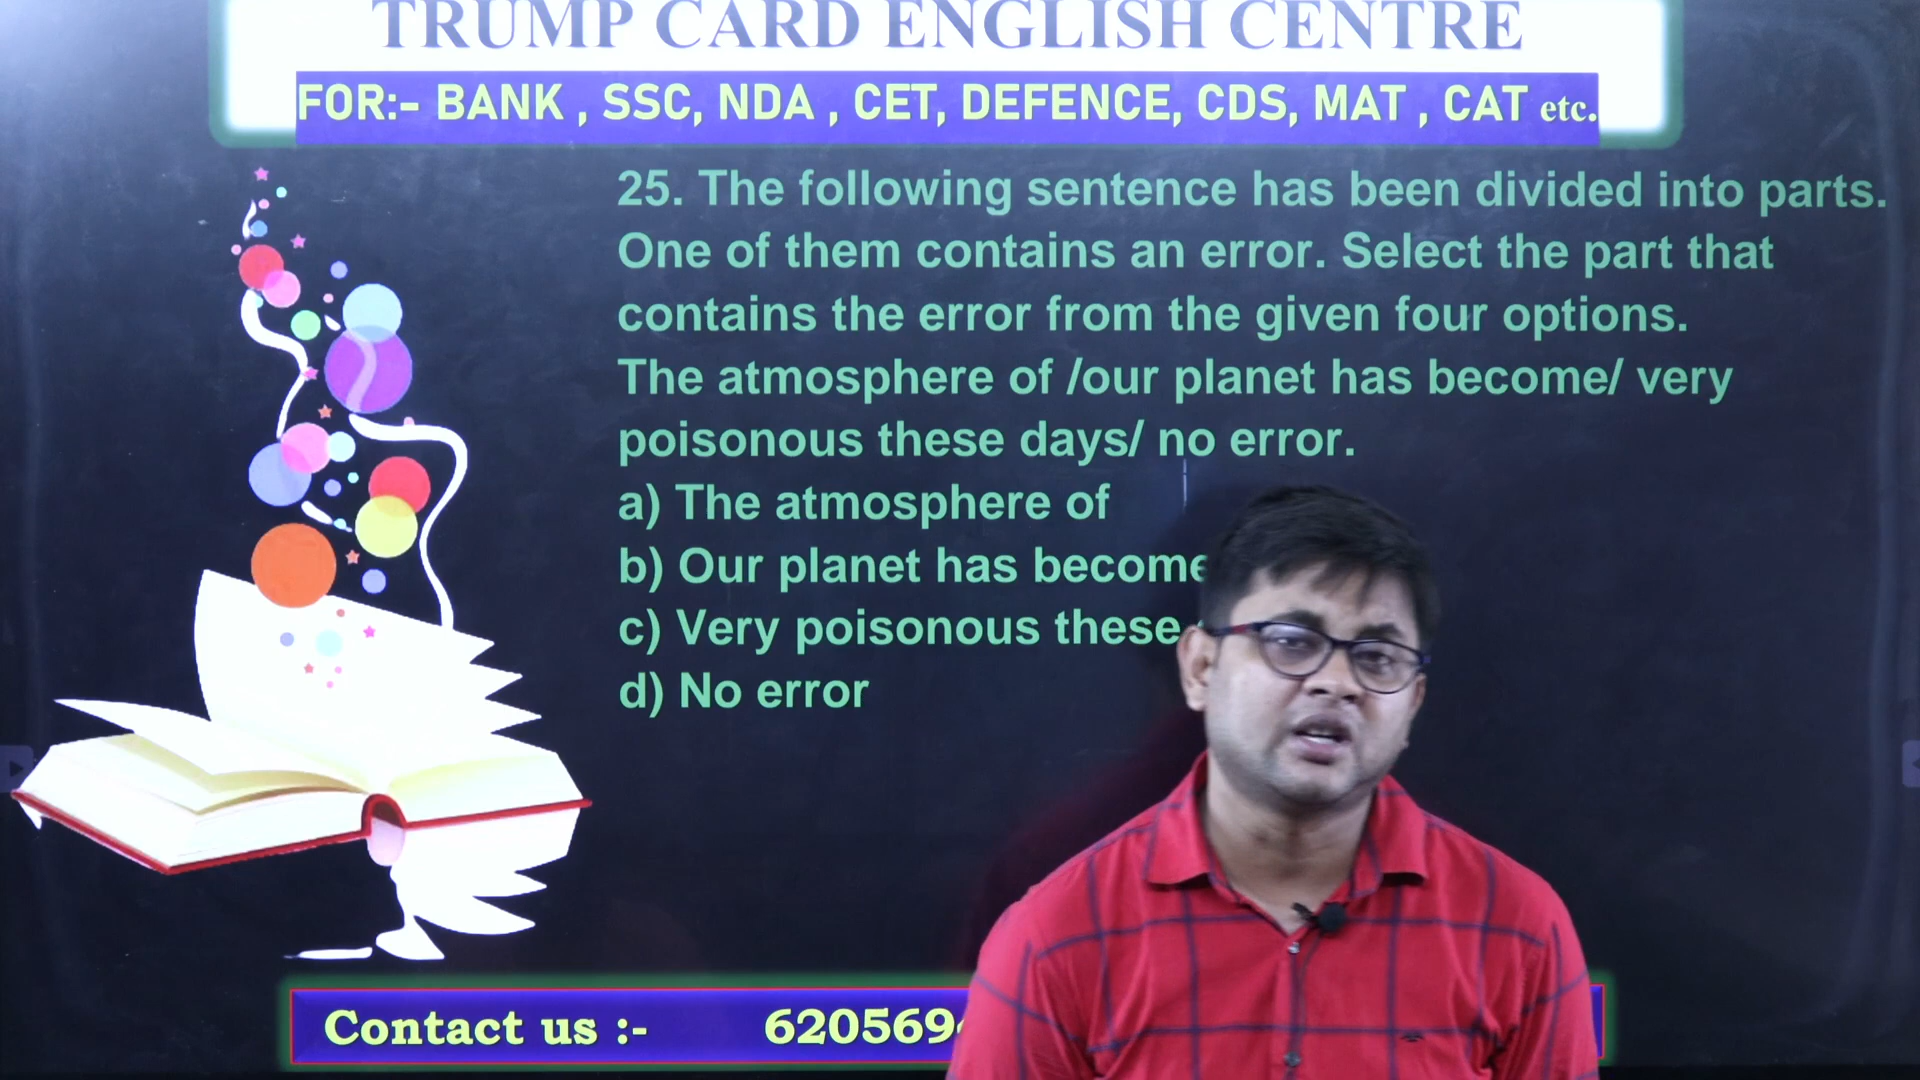 TRUMP CARD ENGLISH CENTRE
FOR:- BANK , SSC, NDA , CET, DEFENCE, CDS, MAT , CAT etc.
25. The following sentence has been divided into parts.
One of them contains an error. Select the part that
contains the error from the given four options.
The atmosphere of /our planet has become/ very
poisonous these days/ no error.
a) The atmosphere of
b) Our planet has become
c) Very poisonous these
d) No error
Contact us :- 620569